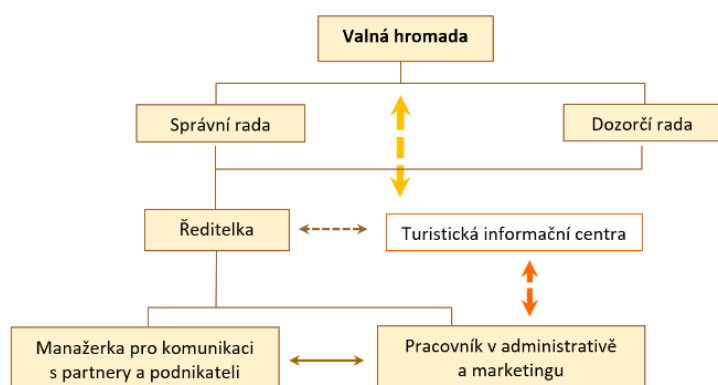 Valná hromada
Správní rada
Dozorčí rada
Ředitelka
Turistická informační centra
Manažerka pro komunikaci
s partnery a podnikateli
Pracovník v administrativě
a marketingu